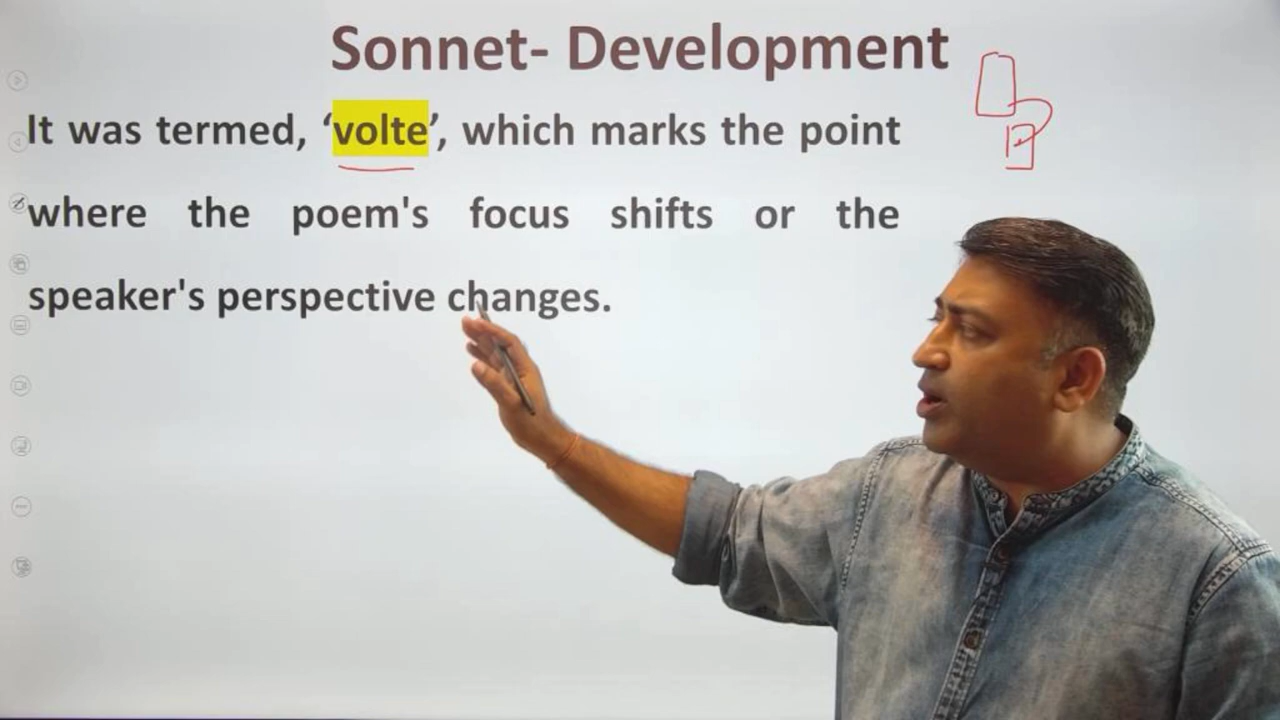 Sonnet- Development
It was termed, ‘volte’, which marks the point
where the poem's focus shifts or the
speaker's perspective changes.